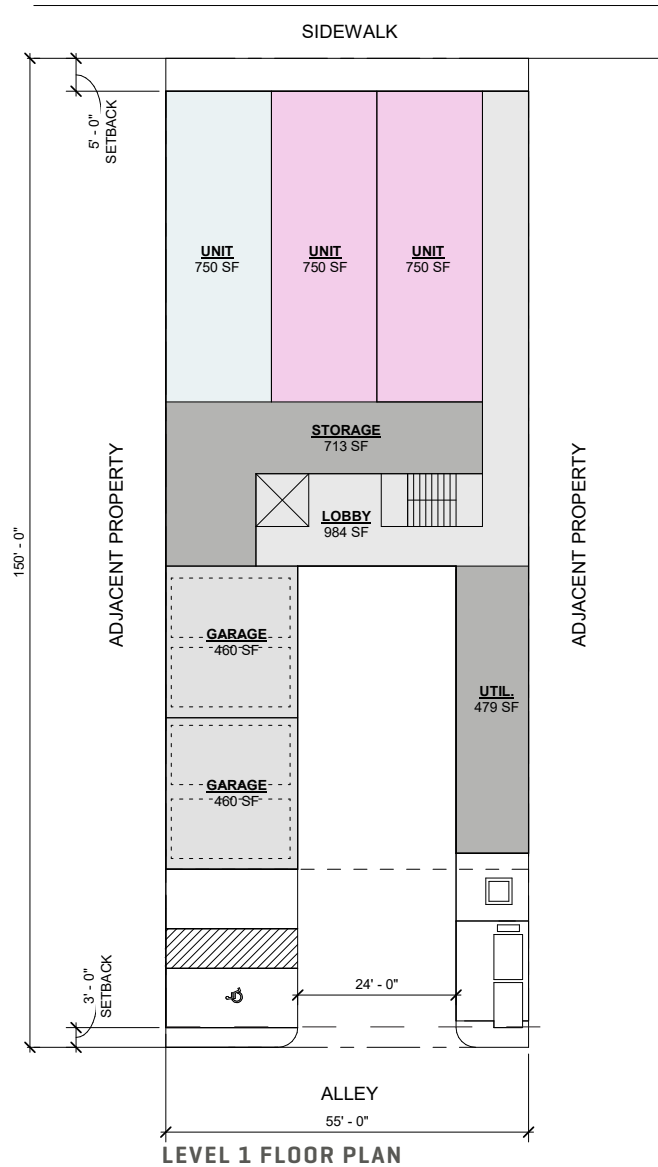 SIDEWALK
5' - 0"
SETBACK
UNIT
750 SF
UNIT
750 SF
UNIT
750 SF
STORAGE
713 SF
LOBBY
984 SF
ADJACENT PROPERTY
ADJACENT PROPERTY
150' - 0"
GARAGE
460 SF
UTIL.
479 SF
GARAGE
460 SF
3' - 0"
SETBACK
24' - 0"
ALLEY
55' - 0"
LEVEL 1 FLOOR PLAN